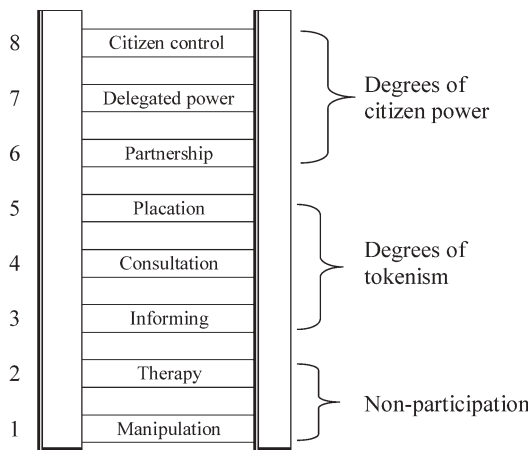 8 Citizen control
7 Delegated power
Degrees of
citizen power
6 Partnership
5 Placation
4 Consultation
Degrees of
tokenism
3 Informing
2 Therapy
Non-participation
1 Manipulation